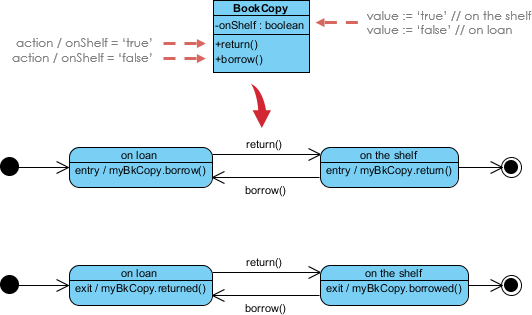 BookCopy
-onShelf : boolean
value := ‘true’ // on the shelf
value := ‘false’ // on loan
action / onShelf = ‘true’
+return()
action / onShelf = ‘false’
+borrow()
return()
on loan
on the shelf
entry / myBkCopy.borrow()
entry / myBkCopy.return()
borrow()
return()
on loan
on the shelf
exit / myBkCopy.returned()
exit / myBkCopy.borrowed()
borrow()